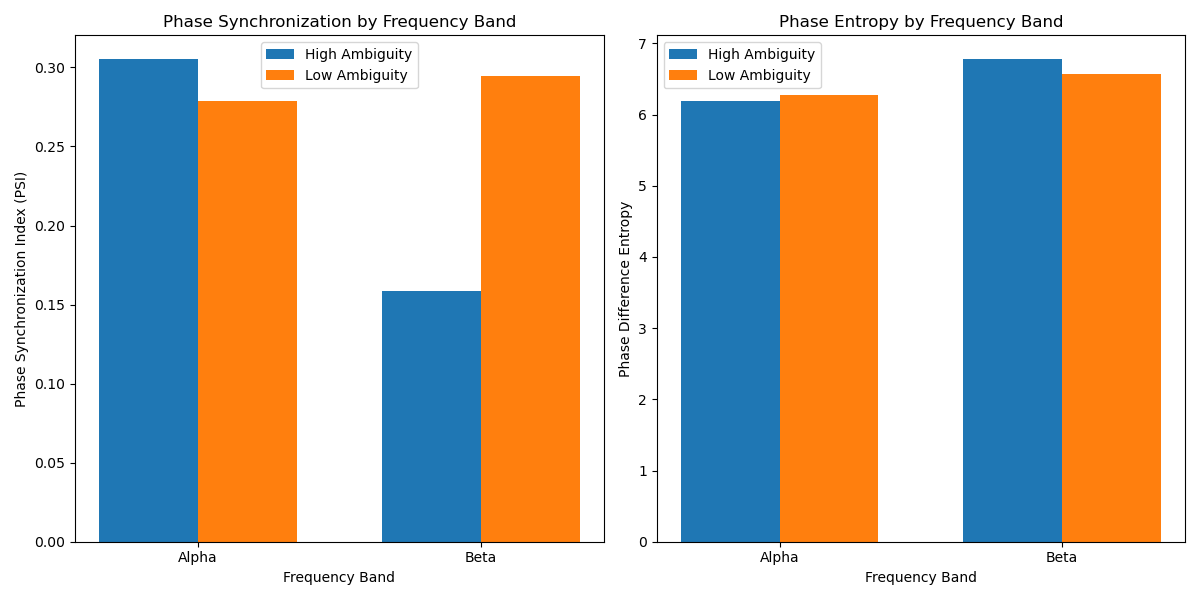 Phase Synchronization by Frequency Band
Phase Synchronization Index (PSI)
0.30
0.25
0.20
0.15
0.10
0.05
0.00
High Ambiguity
Low Ambiguity
Alpha
Beta
Frequency Band
Phase Entropy by Frequency Band
Phase Difference Entropy
7
6
5
4
3
2
1
0
High Ambiguity
Low Ambiguity
Alpha
Beta
Frequency Band